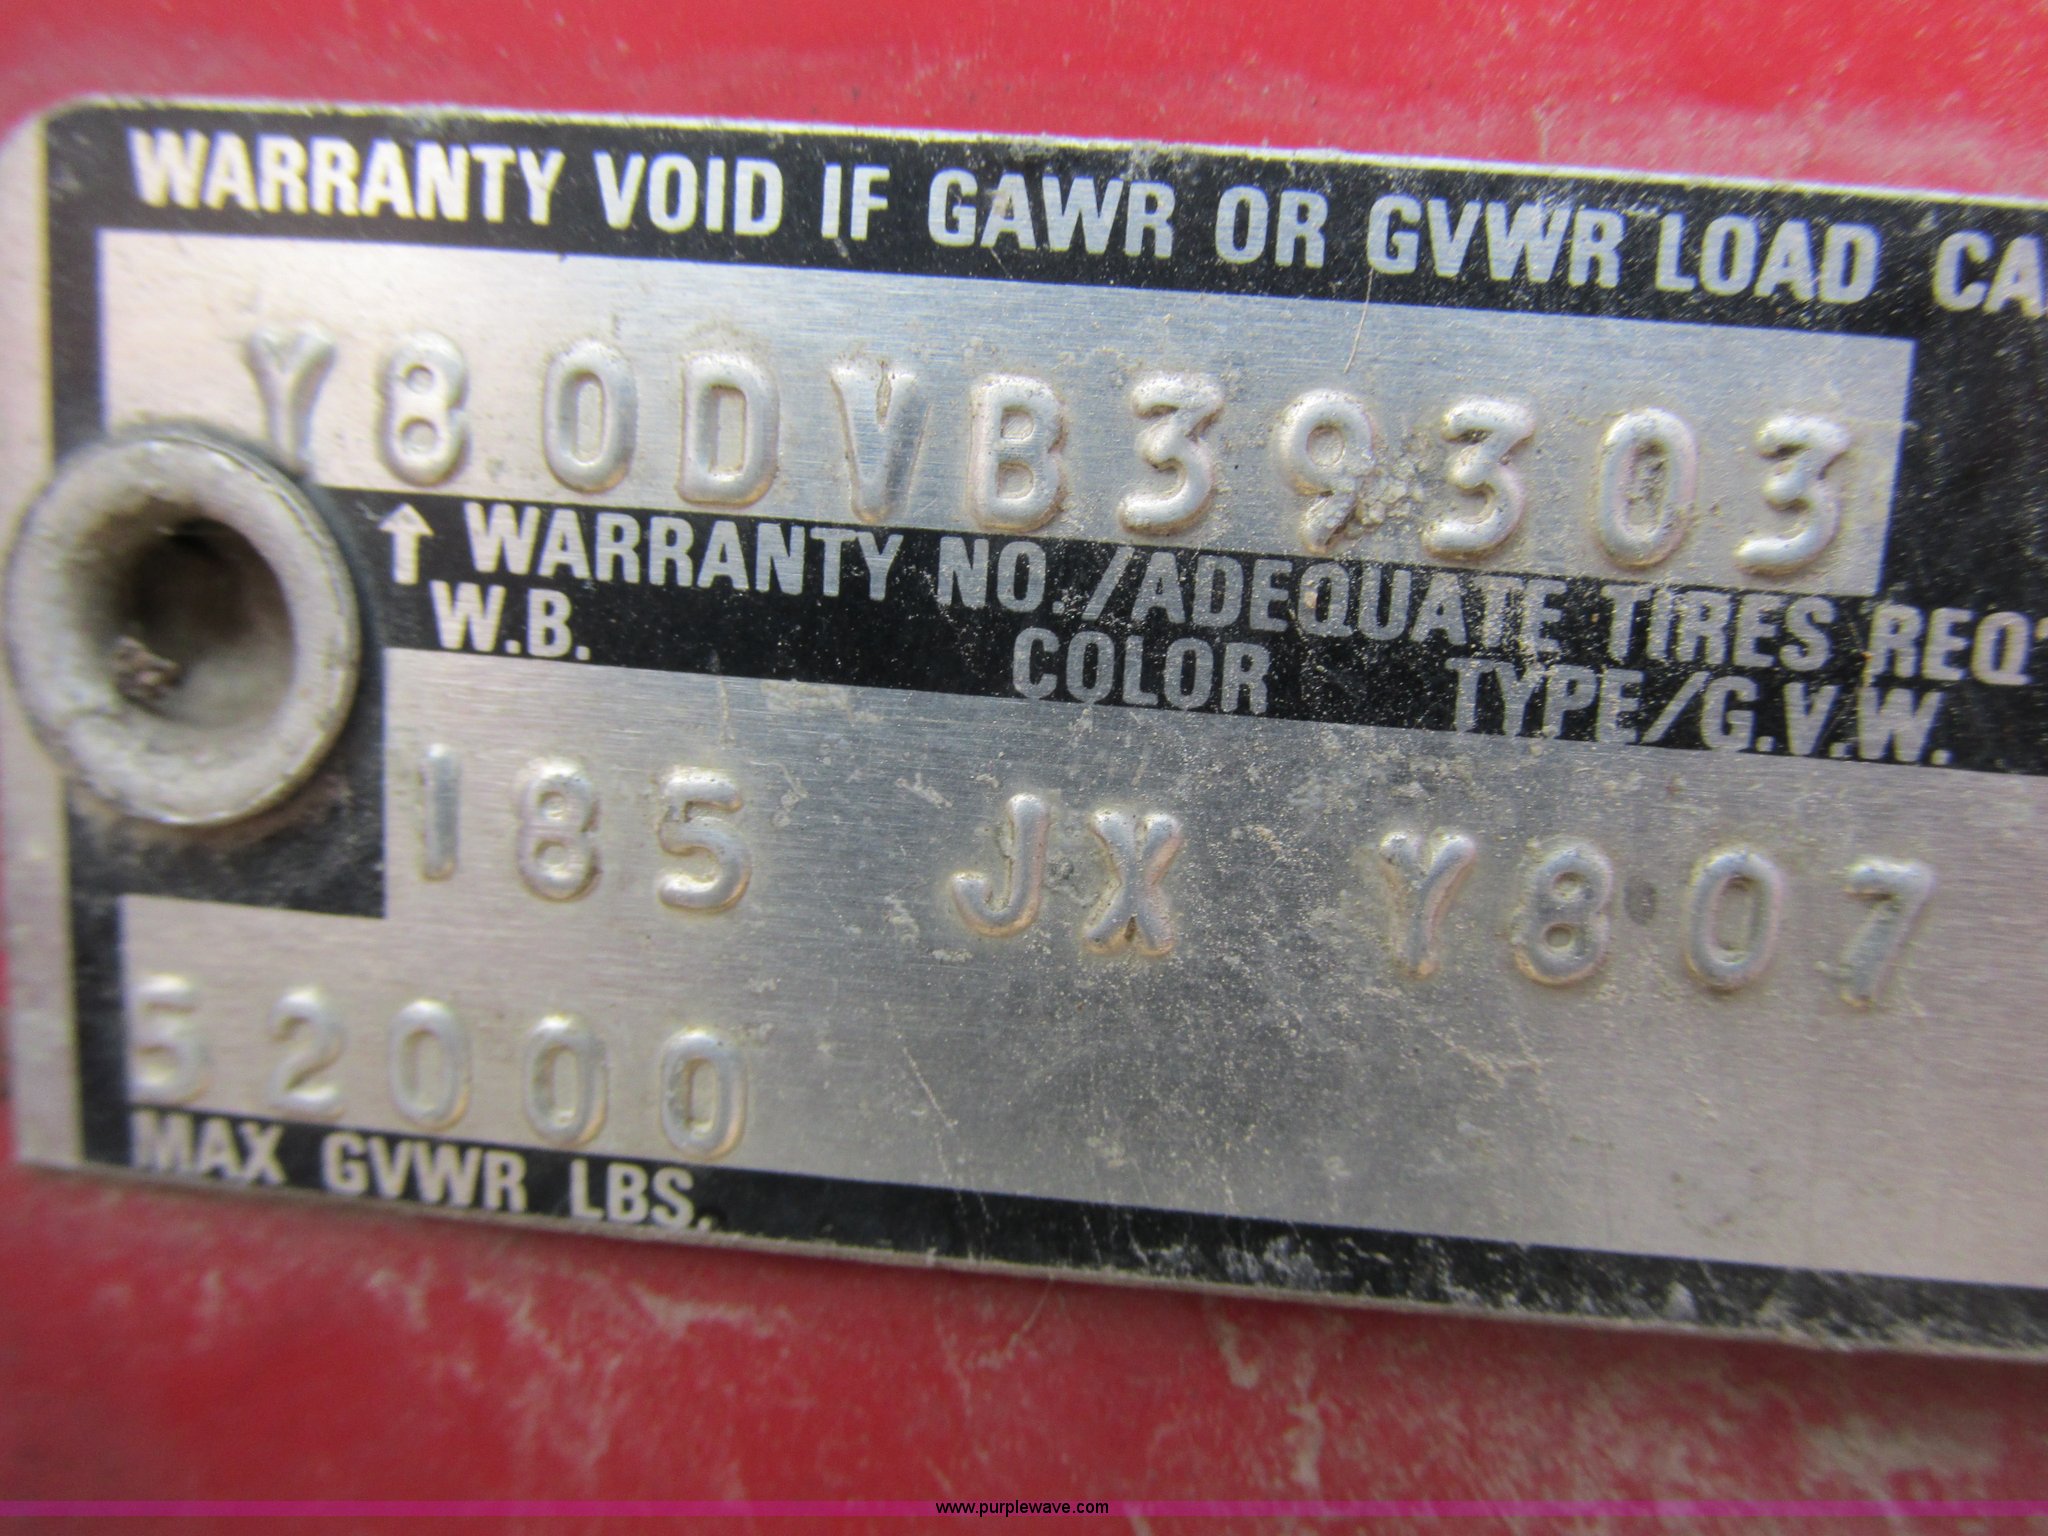 WARRANTY VOID IF GAWR OR GVWR LOAD CA
Y80DVB39303
↑ WARRANTY NO./ADEQUATE TIRES REQ'
W.B. COLOR TYPE/G.V.W.
185 JX Y807
52000
MAX GVWR LBS.
www.purplewave.com